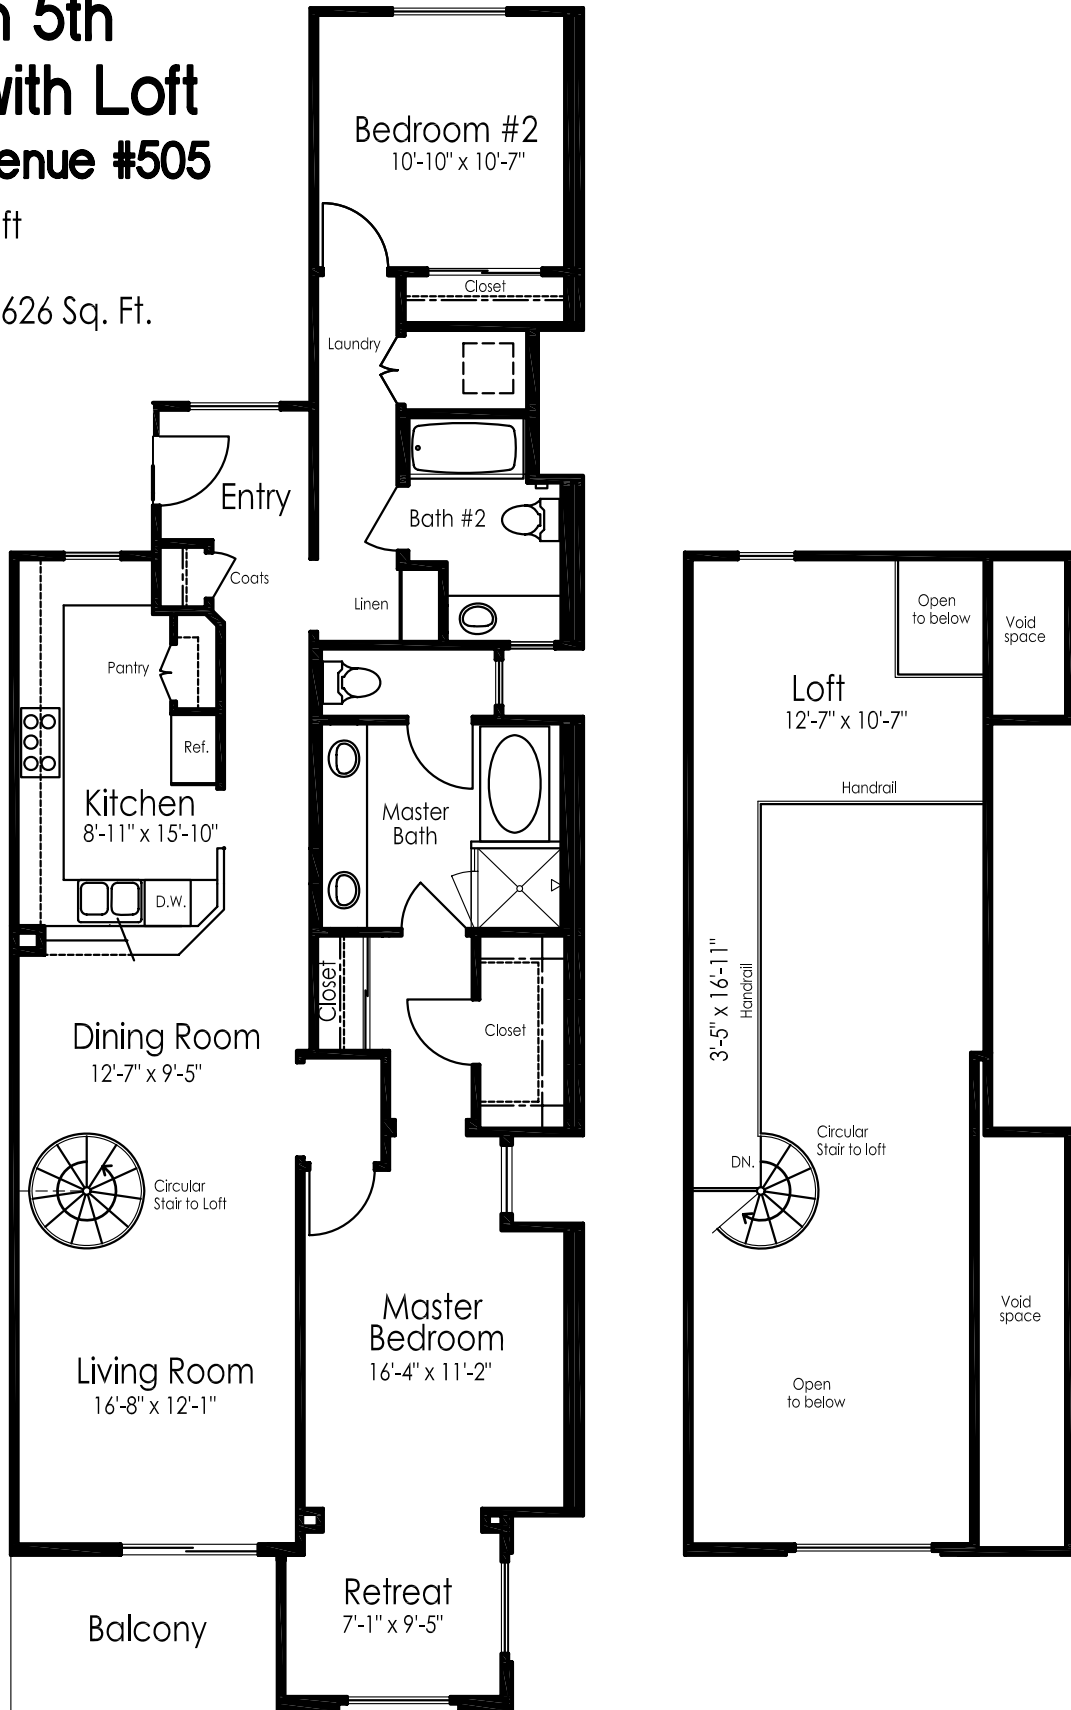 5th
with Loft
#505
ft
626 Sq. Ft.
Bedroom #2
10'-10" x 10'-7"
Closet
Laundry
Entry
Bath #2
Coats
Linen
Pantry
Ref.
Kitchen
8'-11" x 15'-10"
D.W.
Master
Bath
Closet
Closet
Dining Room
12'-7" x 9'-5"
Circular
Stair to Loft
Master
Bedroom
16'-4" x 11'-2"
Living Room
16'-8" x 12'-1"
Retreat
7'-1" x 9'-5"
Balcony
Open
to below
Void
space
Loft
12'-7" x 10'-7"
Handrail
3'-5" x 16'-11"
Handrail
Circular
Stair to loft
DN.
Void
space
Open
to below